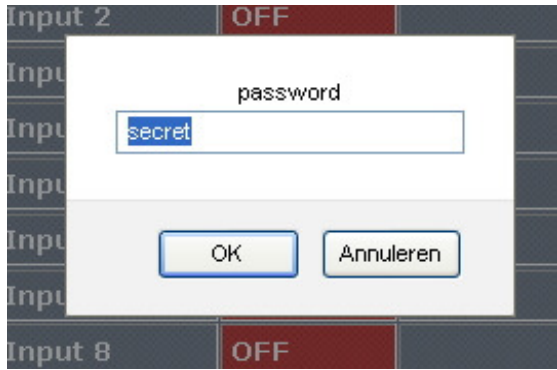 Input 2 OFF
Inpu
password
Inpu
secret
Inpu
Inpu
OK Annuleren
Inpu
Input 8 OFF